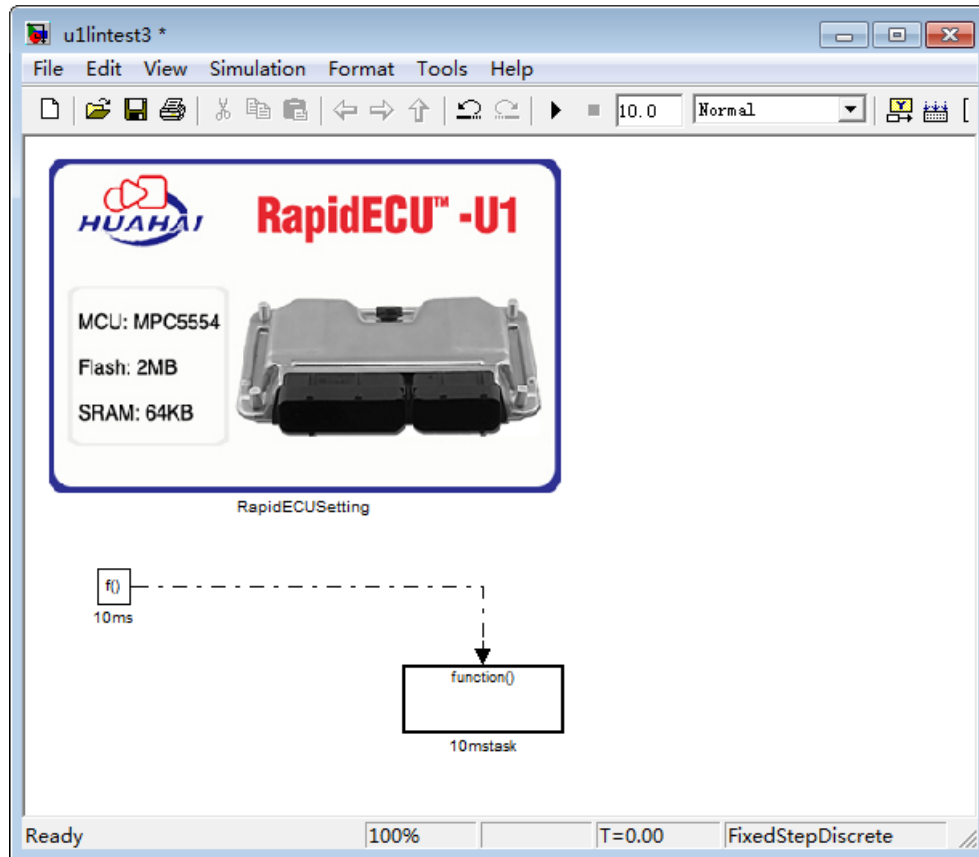 u1lintest3 *
File Edit View Simulation Format Tools Help
10.0 Normal
HUAHAI
RapidECU™ -U1
MCU: MPC5554
Flash: 2MB
SRAM: 64KB
RapidECUSetting
f()
10ms
function()
10mstask
Ready 100% T=0.00 FixedStepDiscrete